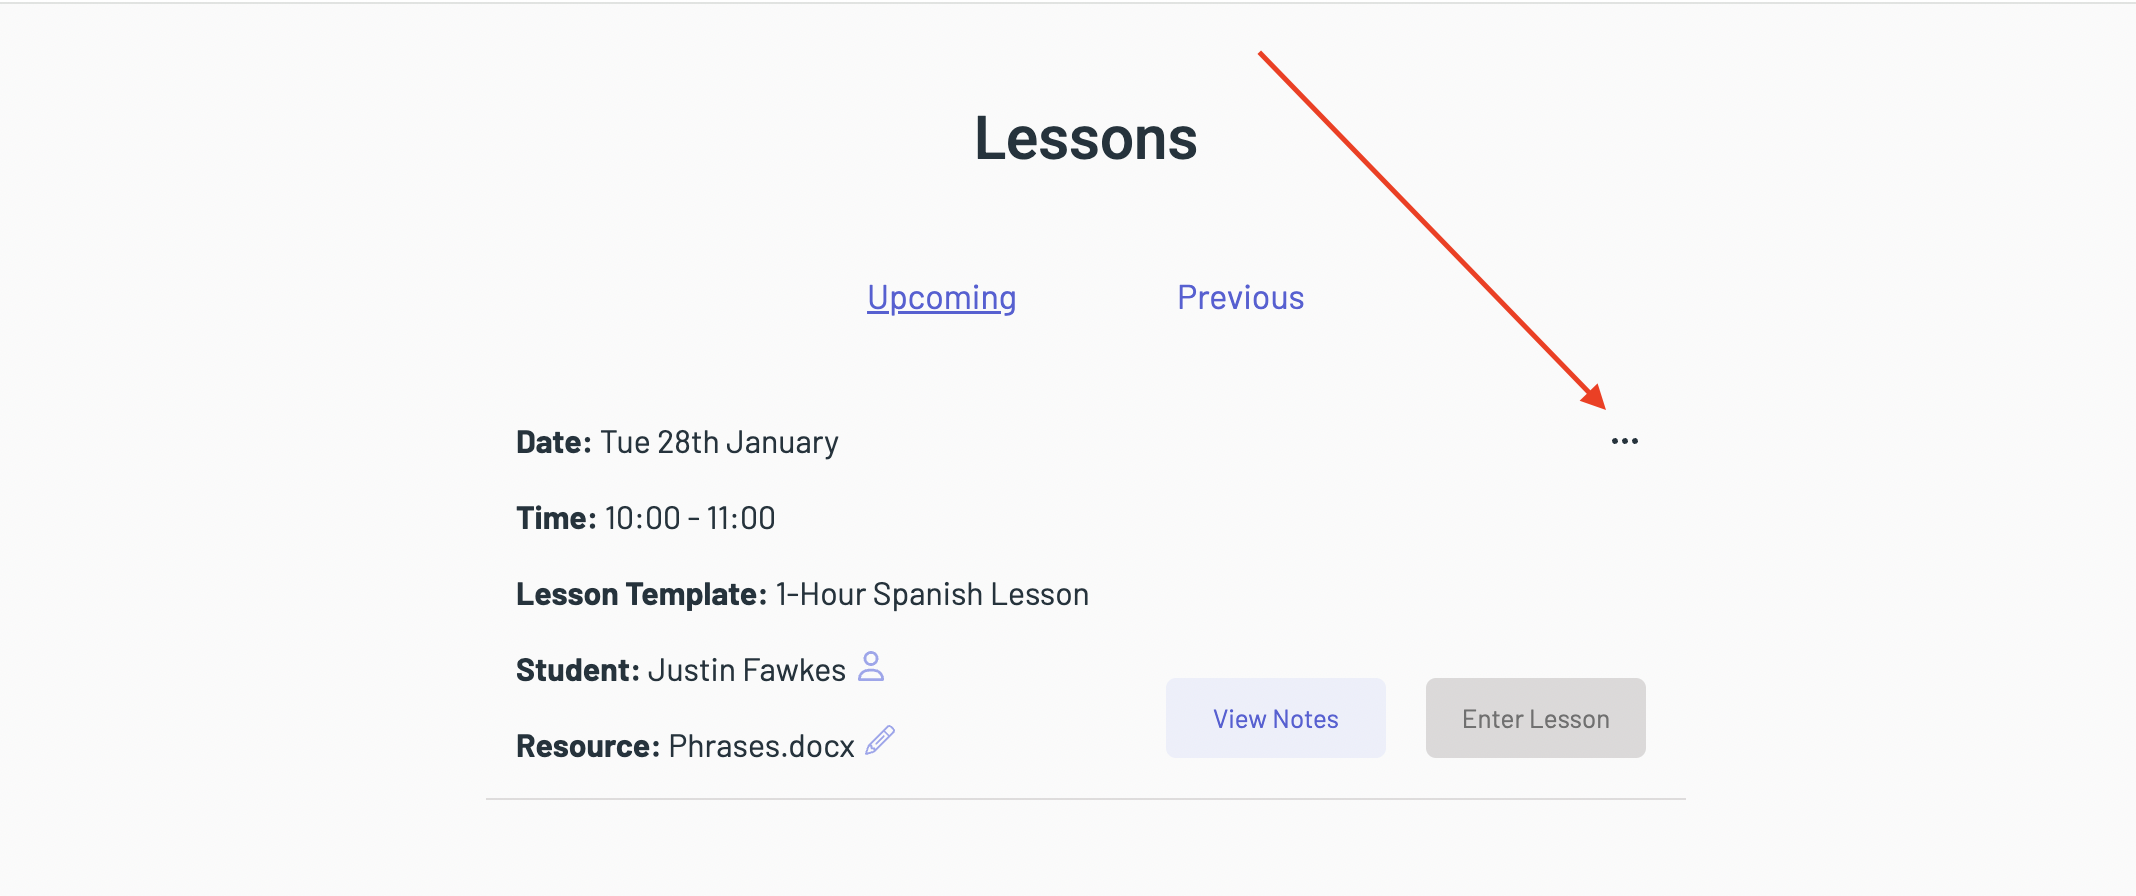 Lessons
Upcoming Previous
Date: Tue 28th January
Time: 10:00 - 11:00
Lesson Template: 1-Hour Spanish Lesson
Student: Justin Fawkes
Resource: Phrases.docx
View Notes Enter Lesson